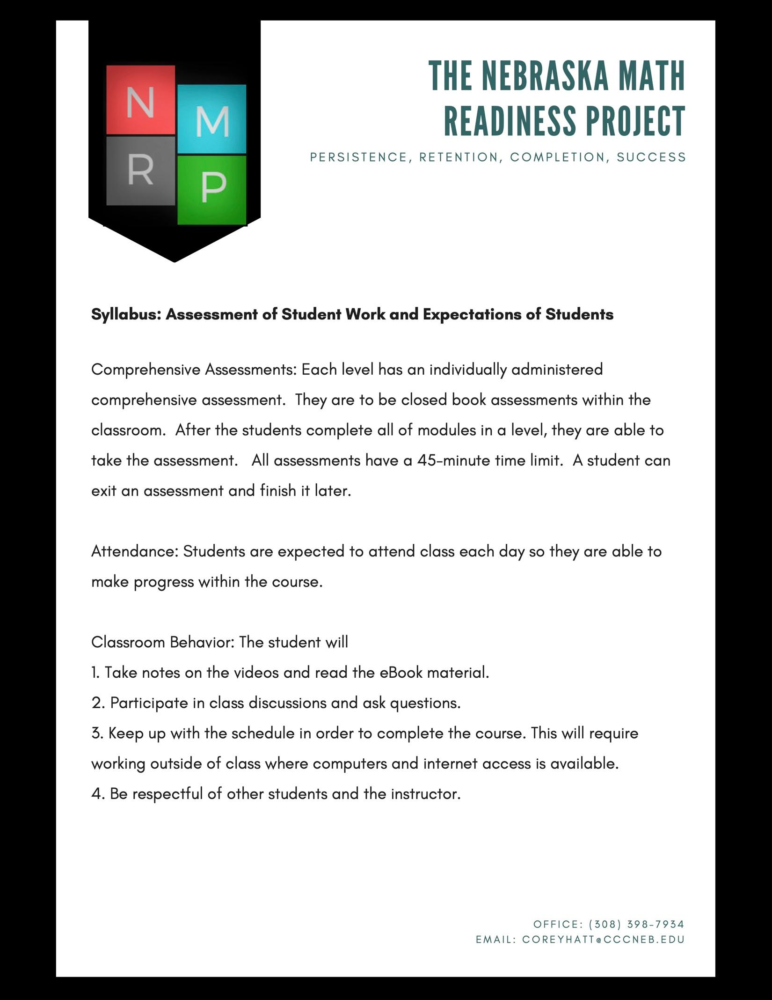 N
M
R
P
THE NEBRASKA MATH
READINESS PROJECT
PERSISTENCE, RETENTION, COMPLETION, SUCCESS
Syllabus: Assessment of Student Work and Expectations of Students
Comprehensive Assessments: Each level has an individually administered
comprehensive assessment.  They are to be closed book assessments within the
classroom.  After the students complete all of modules in a level, they are able to
take the assessment.   All assessments have a 45-minute time limit.  A student can
exit an assessment and finish it later.
Attendance: Students are expected to attend class each day so they are able to
make progress within the course.
Classroom Behavior: The student will
1. Take notes on the videos and read the eBook material.
2. Participate in class discussions and ask questions.
3. Keep up with the schedule in order to complete the course. This will require
working outside of class where computers and internet access is available.
4. Be respectful of other students and the instructor.
OFFICE: (308) 398-7934
EMAIL: COREYHATT@CCCNEB.EDU